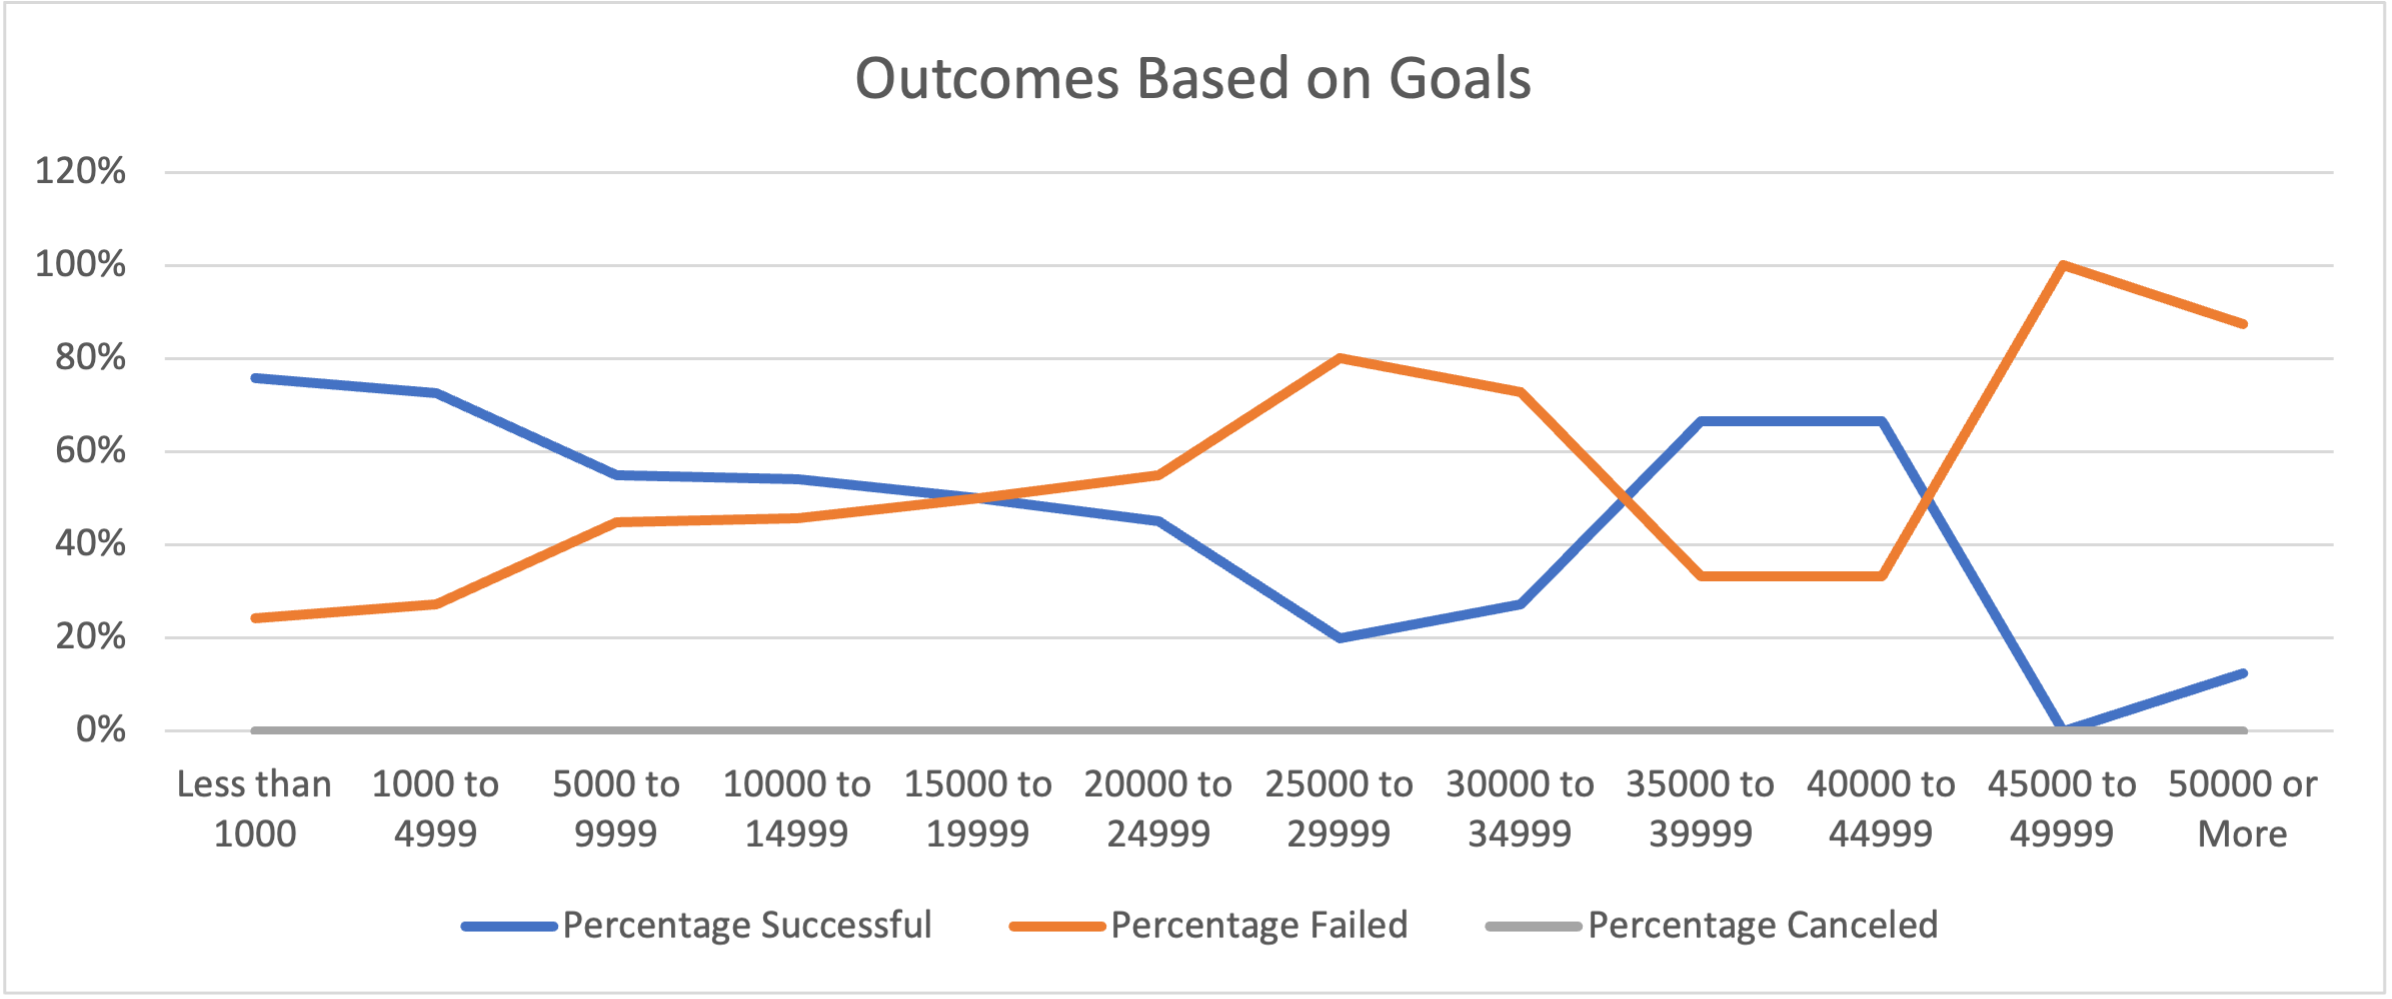 Outcomes Based on Goals
120%
100%
80%
60%
40%
20%
0%
Less than 1000 to 5000 to 10000 to 15000 to 20000 to 25000 to 30000 to 35000 to 40000 to 45000 to 50000 or
1000 4999 9999 14999 19999 24999 29999 34999 39999 44999 49999 More
Percentage Successful Percentage Failed Percentage Canceled